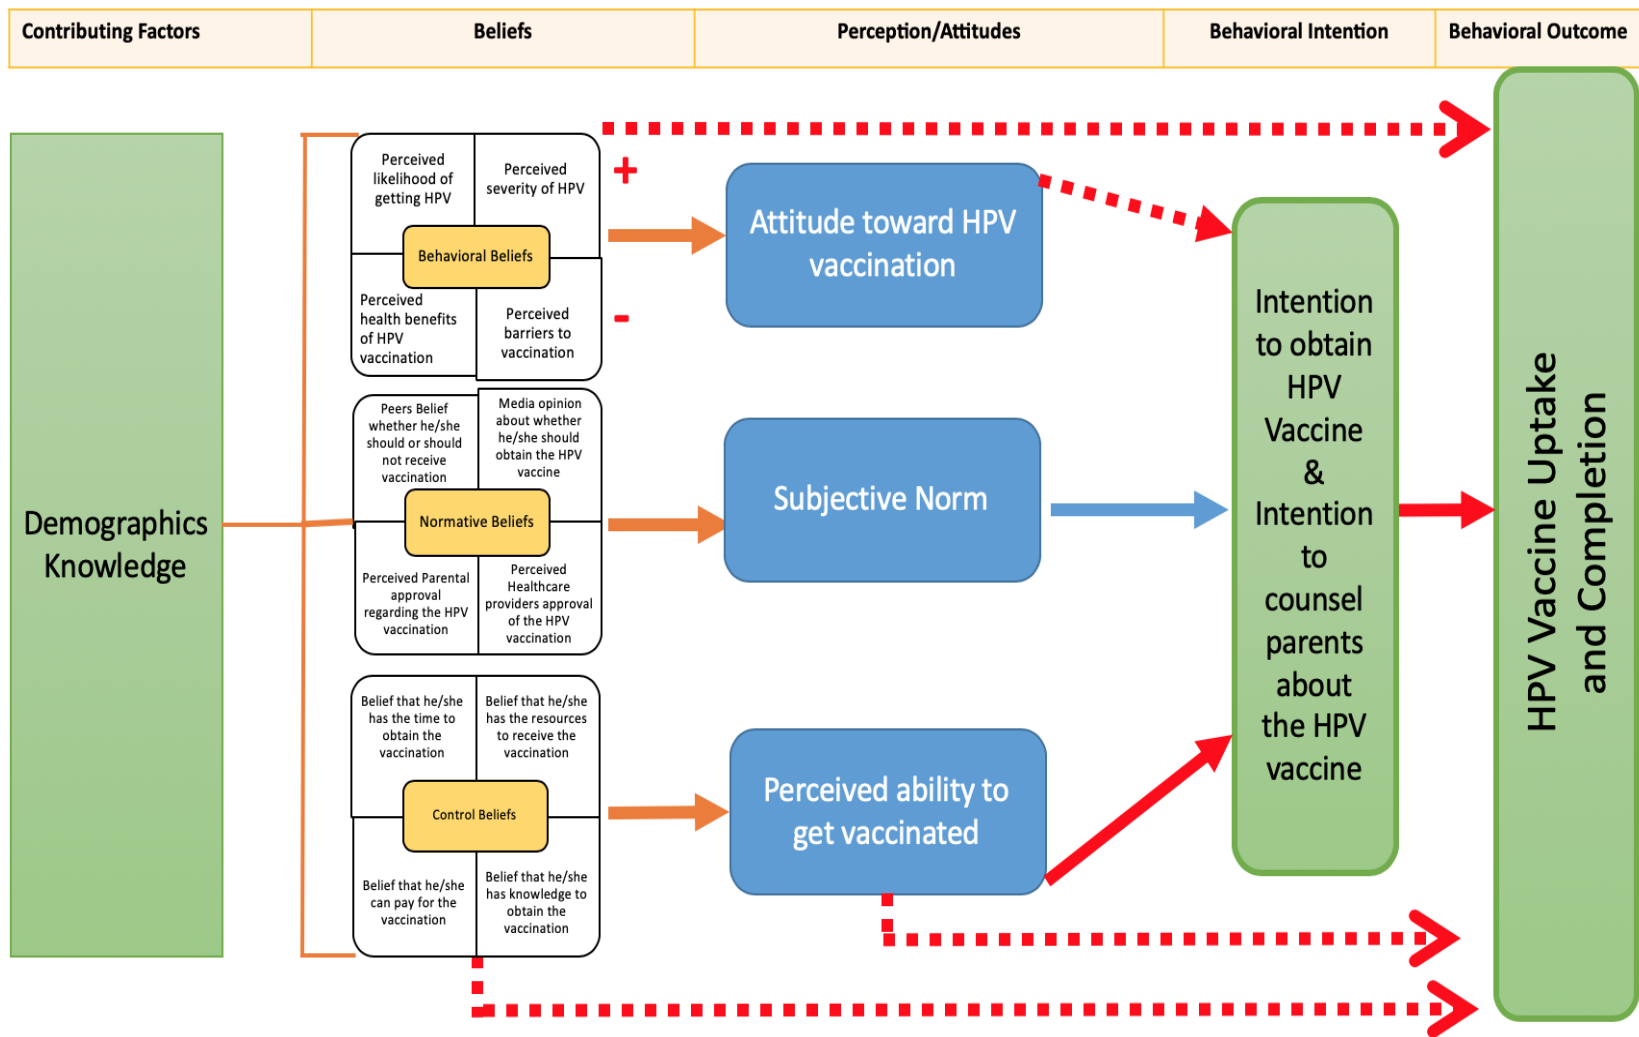 Contributing Factors
Beliefs
Perception/Attitudes
Behavioral Intention
Behavioral Outcome
Demographics
Knowledge
Perceived
likelihood of
getting HPV
Perceived
severity of HPV
Behavioral Beliefs
Perceived
health benefits
of HPV
vaccination
Perceived
barriers to
vaccination
+
-
Peers Belief
whether he/she
should or should
not receive
vaccination
Media opinion
about whether
he/she should
obtain the HPV
vaccine
Normative Beliefs
Perceived Parental
approval
regarding the HPV
vaccination
Perceived
Healthcare
providers approval
of the HPV
vaccination
Belief that he/she
has the time to
obtain the
vaccination
Belief that he/she
has the resources
to receive the
vaccination
Control Beliefs
Belief that he/she
can pay for the
vaccination
Belief that he/she
has knowledge to
obtain the
vaccination
Attitude toward HPV
vaccination
Subjective Norm
Perceived ability to
get vaccinated
Intention
to obtain
HPV
Vaccine
&
Intention
to
counsel
parents
about
the HPV
vaccine
HPV Vaccine Uptake
and Completion